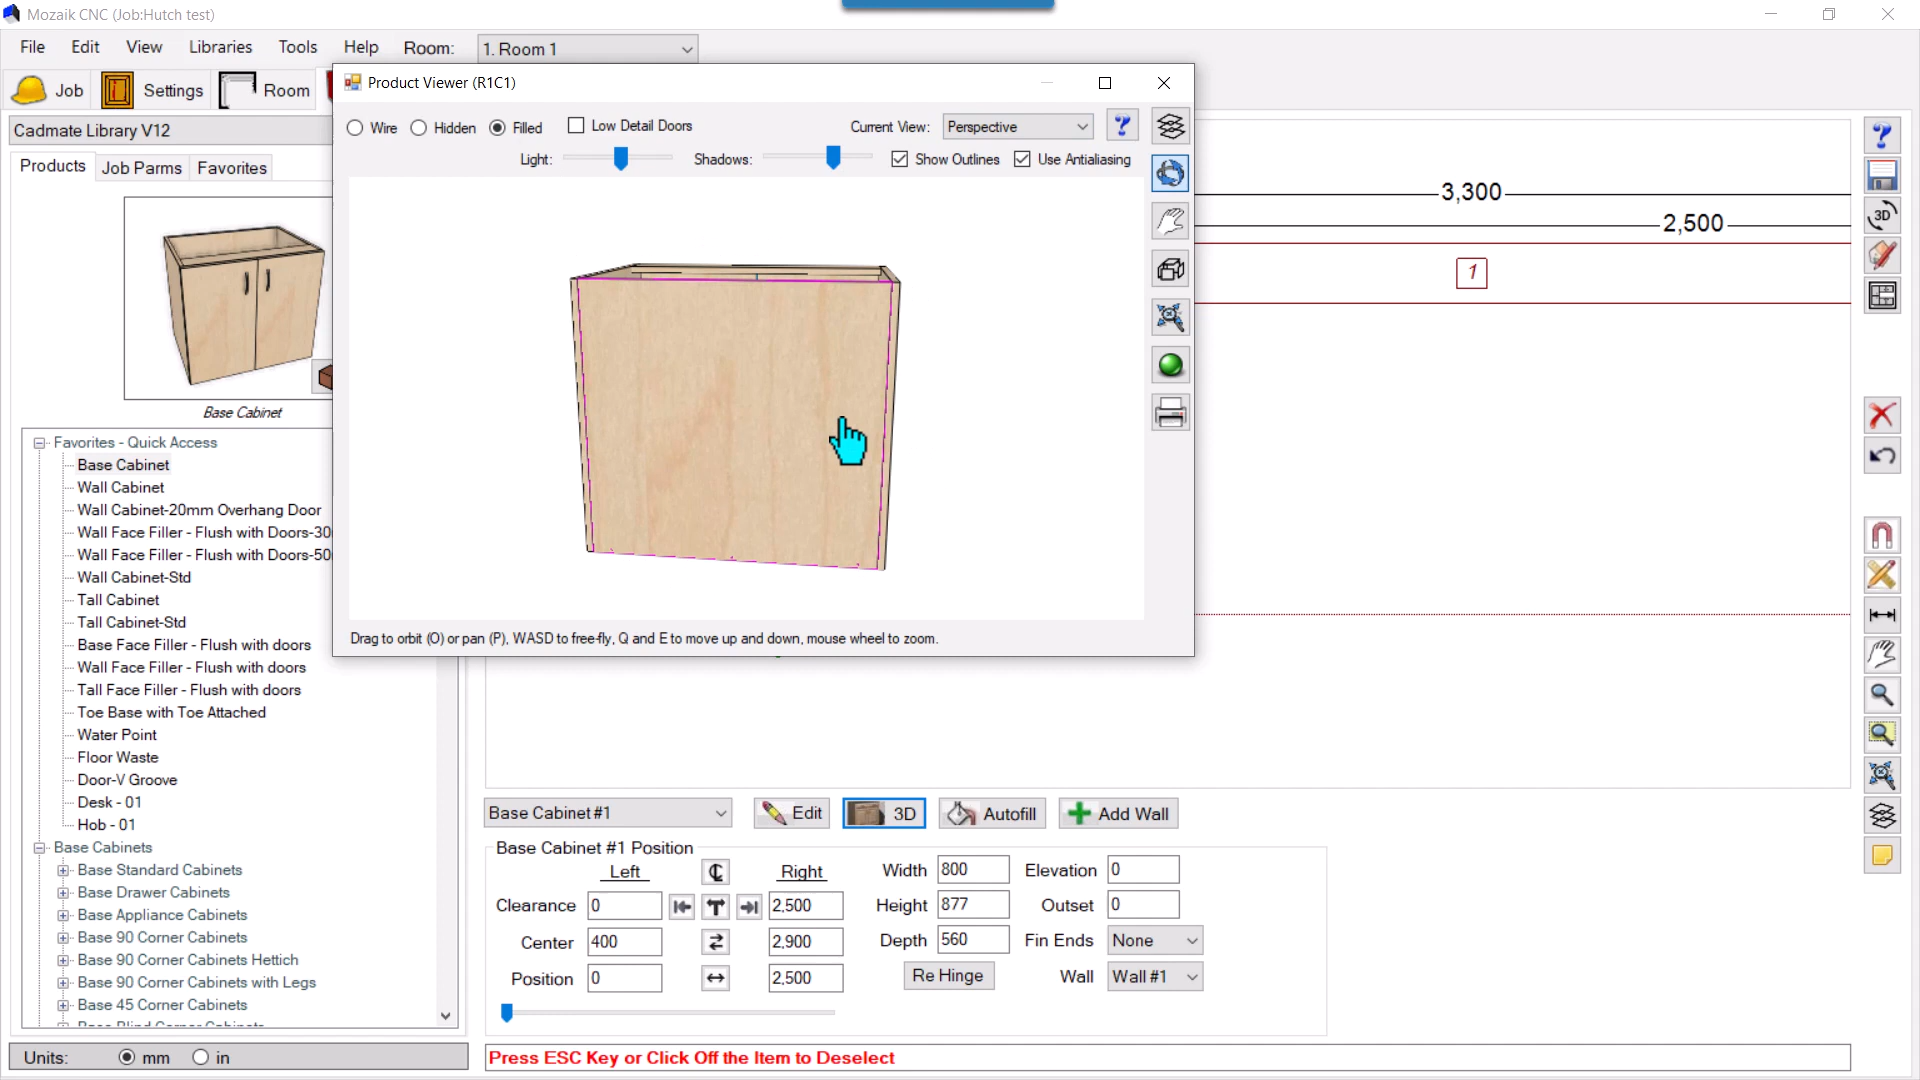 Mozaik CNC (Job:Hutch test)
File Edit View Libraries Tools Help Room: 1. Room 1
Job Settings Room
Product Viewer (R1C1)
Wire Hidden Filled Low Detail Doors Current View: Perspective ?
Light: Shadows: Show Outlines Use Antialiasing
Drag to orbit (O) or pan (P), WASD to free-fly, Q and E to move up and down, mouse wheel to zoom.
Cadmate Library V12
Products Job Parms Favorites
Base Cabinet
Favorites - Quick Access
Base Cabinet
Wall Cabinet
Wall Cabinet-20mm Overhang Door
Wall Face Filler - Flush with Doors-30
Wall Face Filler - Flush with Doors-50
Wall Cabinet-Std
Tall Cabinet
Tall Cabinet-Std
Base Face Filler - Flush with doors
Wall Face Filler - Flush with doors
Tall Face Filler - Flush with doors
Toe Base with Toe Attached
Water Point
Floor Waste
Door-V Groove
Desk - 01
Hob - 01
Base Cabinets
Base Standard Cabinets
Base Drawer Cabinets
Base Appliance Cabinets
Base 90 Corner Cabinets
Base 90 Corner Cabinets Hettich
Base 90 Corner Cabinets with Legs
Base 45 Corner Cabinets
Base Blind Corner Cabinets
Units: mm in
3,300
2,500
1
?
3D
Base Cabinet #1 Edit 3D Autofill Add Wall
Base Cabinet #1 Position
Left Right Width 800 Elevation 0
Clearance 0 2,500 Height 877 Outset 0
Center 400 2,900 Depth 560 Fin Ends None
Position 0 2,500 Re Hinge Wall Wall #1
Press ESC Key or Click Off the Item to Deselect